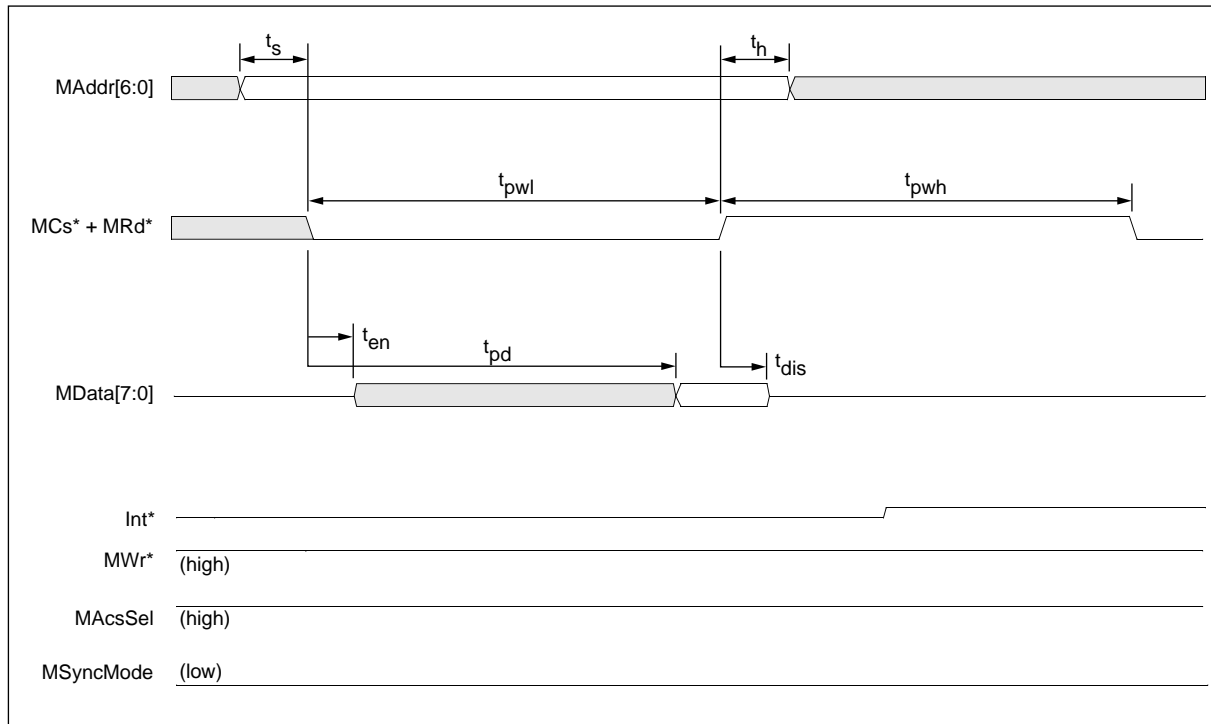 t_s
t_h
MAddr[6:0]
t_pwl
t_pwh
MCs* + MRd*
t_en
t_pd
t_dis
MData[7:0]
Int*
MWr*
(high)
MAcsSel
(high)
MSyncMode
(low)